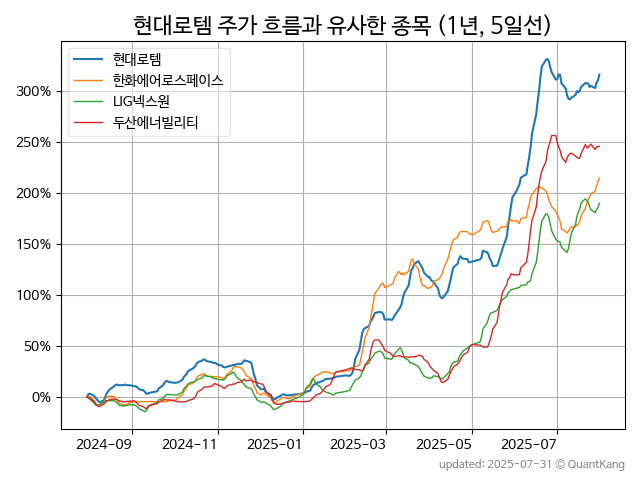 현대로템 주가 흐름과 유사한 종목 (1년, 5일선)
현대로템
한화에어로스페이스
LIG넥스원
두산에너빌리티
300%
250%
200%
150%
100%
50%
0%
2024-09 2024-11 2025-01 2025-03 2025-05 2025-07
updated: 2025-07-31 © QuantKang